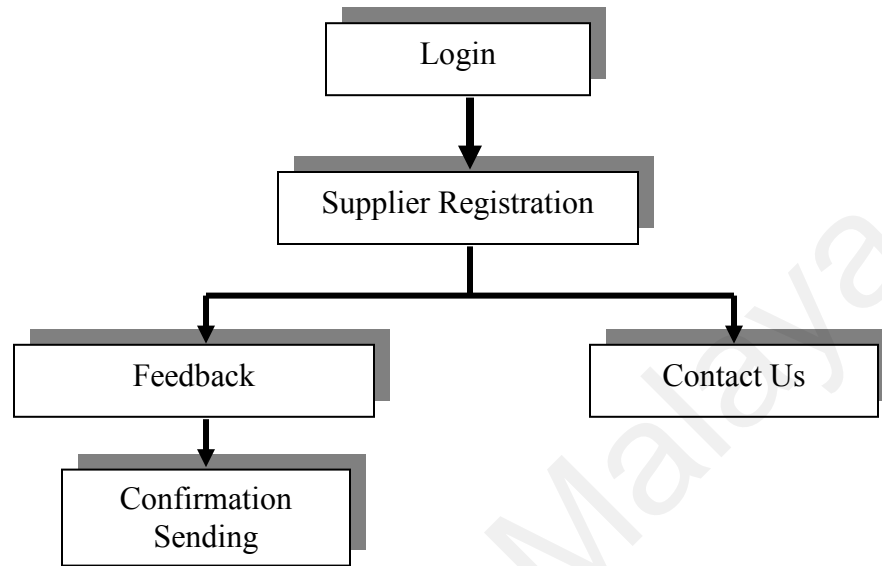 Login
Supplier Registration
Feedback
Contact Us
Confirmation
Sending
Malaya